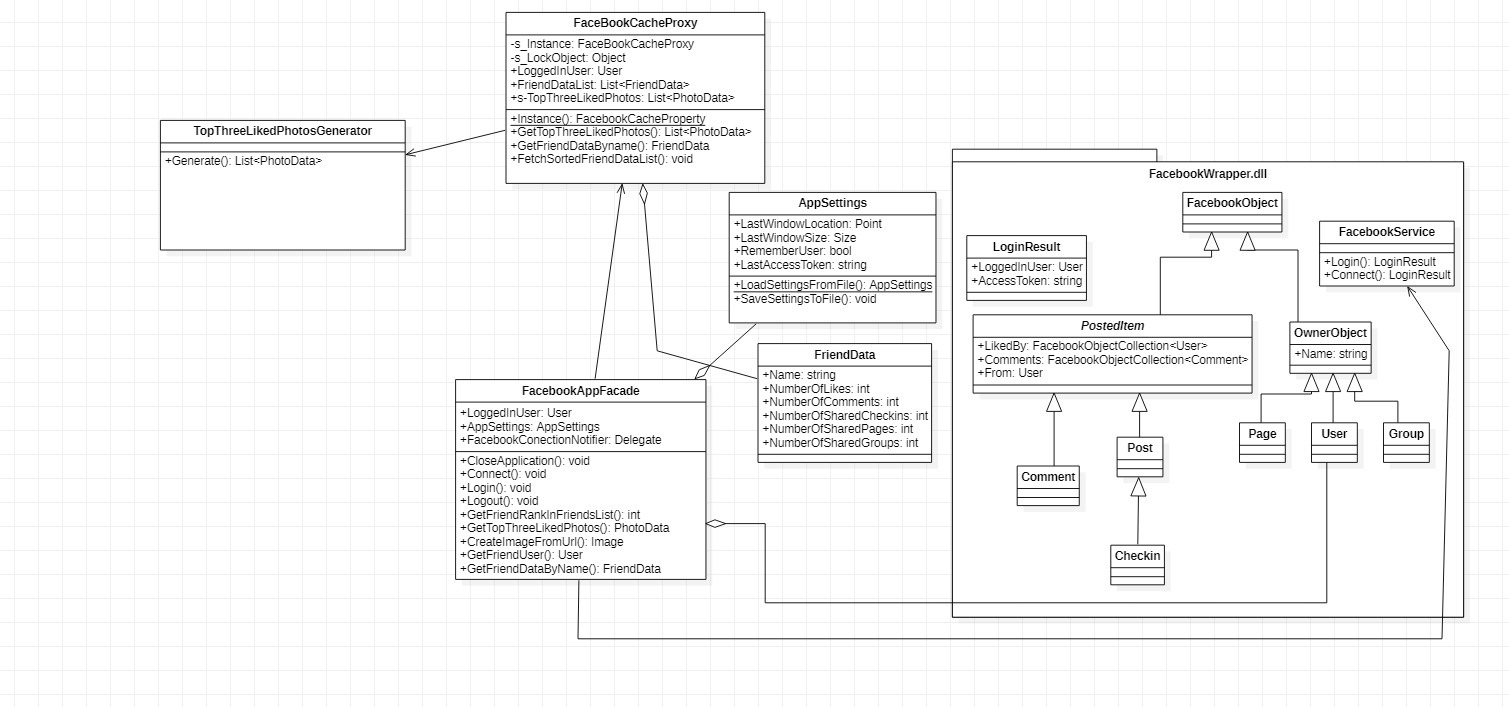 FaceBookCacheProxy
-s_Instance: FaceBookCacheProxy
-s_LockObject: Object
+LoggedInUser: User
+FriendDataList: List<FriendData>
+s-TopThreeLikedPhotos: List<PhotoData>
+Instance(): FacebookCacheProperty
+GetTopThreeLikedPhotos(): List<PhotoData>
+GetFriendDataByname(): FriendData
+FetchSortedFriendDataList(): void
TopThreeLikedPhotosGenerator
+Generate(): List<PhotoData>
AppSettings
+LastWindowLocation: Point
+LastWindowSize: Size
+RememberUser: bool
+LastAccessToken: string
+LoadSettingsFromFile(): AppSettings
+SaveSettingsToFile(): void
FriendData
+Name: string
+NumberOfLikes: int
+NumberOfComments: int
+NumberOfSharedCheckins: int
+NumberOfSharedPages: int
+NumberOfSharedGroups: int
FacebookAppFacade
+LoggedInUser: User
+AppSettings: AppSettings
+FacebookConectionNotifier: Delegate
+CloseApplication(): void
+Connect(): void
+Login(): void
+Logout(): void
+GetFriendRankInFriendsList(): int
+GetTopThreeLikedPhotos(): PhotoData
+CreateImageFromUrl(): Image
+GetFriendUser(): User
+GetFriendDataByName(): FriendData
FacebookWrapper.dll
FacebookObject
FacebookService
+Login(): LoginResult
+Connect(): LoginResult
LoginResult
+LoggedInUser: User
+AccessToken: string
PostedItem
+LikedBy: FacebookObjectCollection<User>
+Comments: FacebookObjectCollection<Comment>
+From: User
OwnerObject
+Name: string
Page
User
Group
Post
Comment
Checkin